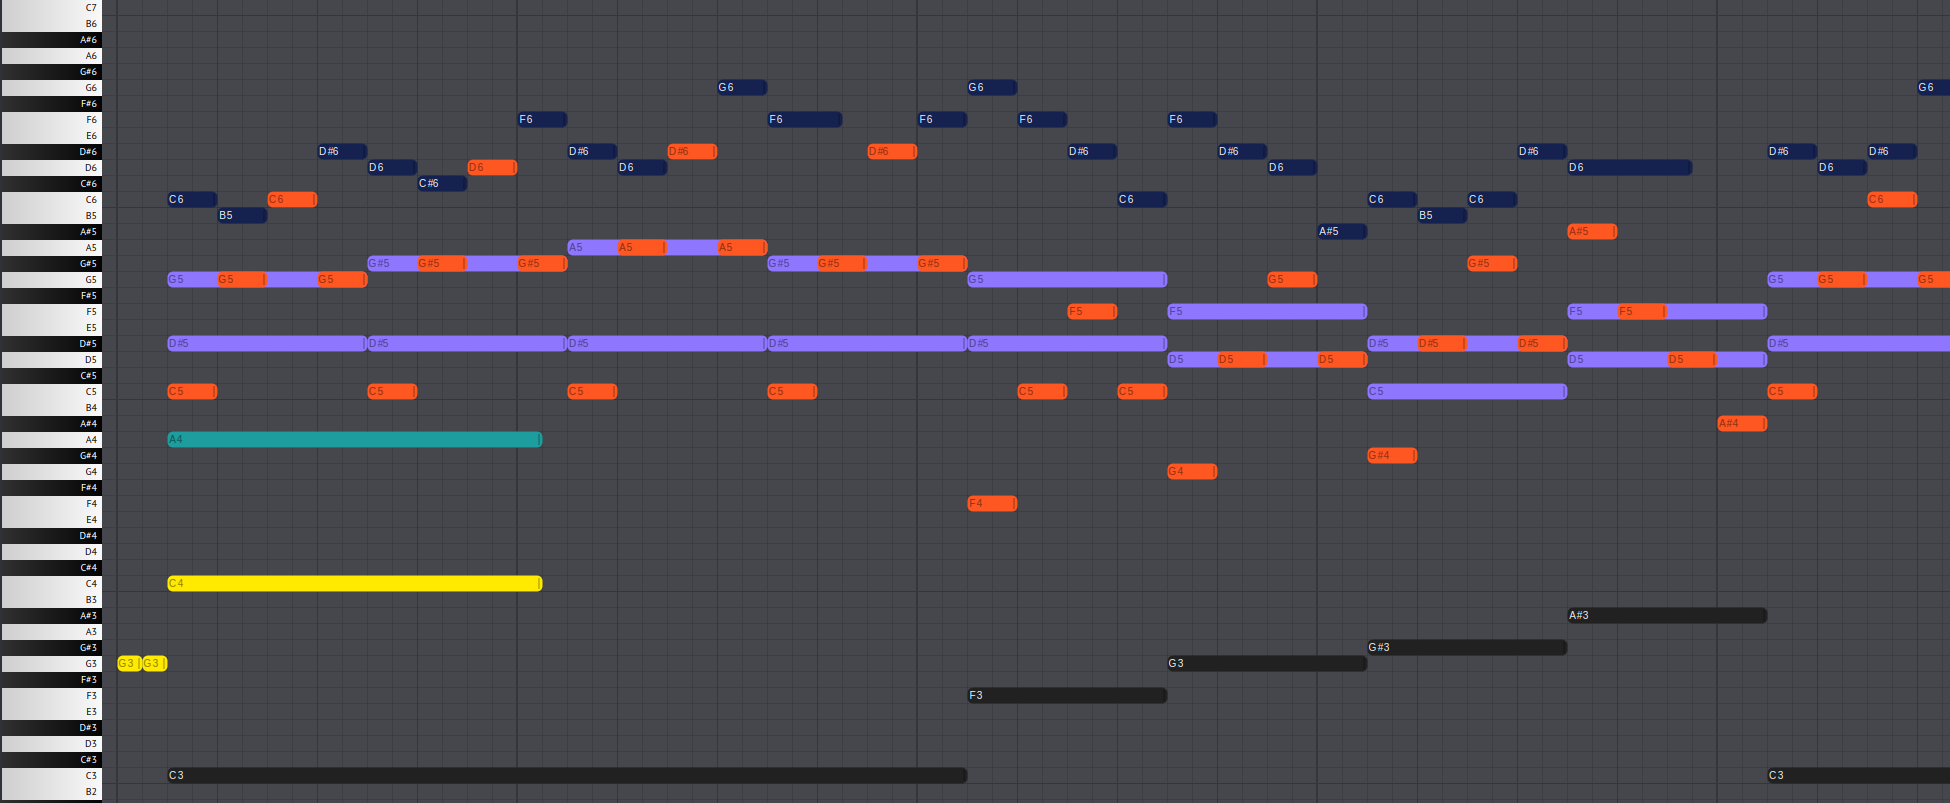 C7
B6
A#6
A6
G#6
G6 G6 G6 G6
F#6
F6 F6 F6 F6 F6 F6
E6
D#6 D#6 D#6 D#6 D#6 D#6 D#6 D#6 D#6 D#6
D6 D6 D6 D6 D6 D6 D6
C#6 C#6
C6 C6 C6 C6 C6 C6 C6
B5 B5 B5
A#5 A#5 A#5
A5 A5 A5 A5
G#5 G#5 G#5 G#5 G#5 G#5 G#5 G#5
G5 G5 G5 G5 G5 G5 G5 G5 G5
F#5
F5 F5 F5 F5 F5
E5
D#5 D#5 D#5 D#5 D#5 D#5 D#5 D#5 D#5 D#5
D5 D5 D5 D5 D5 D5
C#5
C5 C5 C5 C5 C5 C5 C5 C5 C5
B4
A#4 A#4
A4 A4
G#4 G#4
G4 G4
F#4
F4 F4
E4
D#4
D4
C#4
C4 C4
B3
A#3 A#3
A3
G#3 G#3
G3 G3 G3 G3
F#3
F3 F3
E3
D#3
D3
C#3
C3 C3 C3
B2